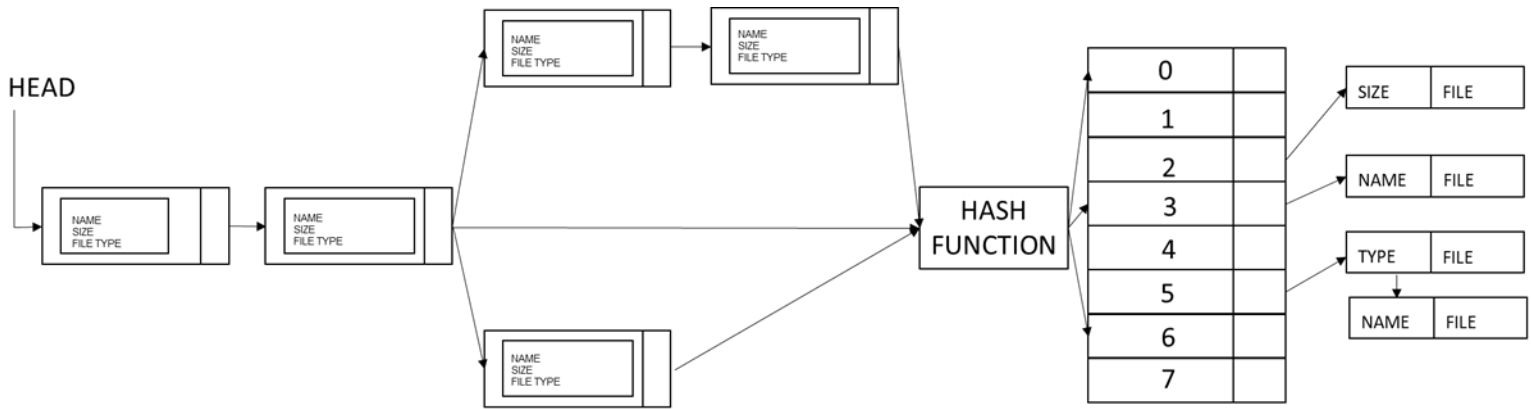 HEAD
NAME
SIZE
FILE TYPE
NAME
SIZE
FILE TYPE
NAME
SIZE
FILE TYPE
NAME
SIZE
FILE TYPE
NAME
SIZE
FILE TYPE
HASH
FUNCTION
0
1
2
3
4
5
6
7
SIZE FILE
NAME FILE
TYPE FILE
NAME FILE